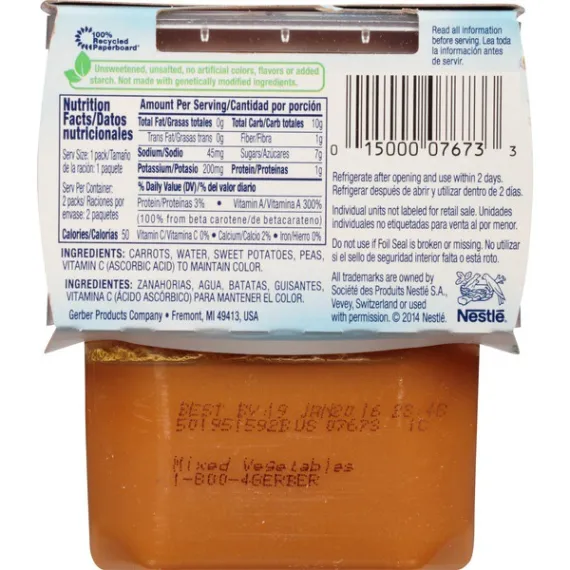 100%
Recycled
Paperboard
Unsweetened, unsalted, no artificial colors, flavors or added
starch. Not made with genetically modified ingredients.
Read all information
before serving. Lea toda
la información antes
de servir.
Nutrition
Facts/Datos
nutricionales
Serv Size: 1 pack/Tamaño
de la ración: 1 paquete
Serv Per Container:
2 packs/Raciones por
envase: 2 paquetes
Calories/Calorías 50
Amount Per Serving/Cantidad por porción
Total Fat/Grasas totales 0g Total Carb/Carb totales 10g
Trans Fat/Grasas trans 0g Fiber/Fibra 1g
Sodium/Sodio 45mg Sugars/Azúcares 7g
Potassium/Potasio 200mg Protein/Proteínas 1g
% Daily Value (DV)/% del valor diario
Protein/Proteínas 3% • Vitamin A/Vitamina A 300%
(100% from beta carotene/de betacarateno)
Vitamin C/Vitamina C 0% • Calcium/Calcio 2% • Iron/Hierro 0%
INGREDIENTS: CARROTS, WATER, SWEET POTATOES, PEAS,
VITAMIN C (ASCORBIC ACID) TO MAINTAIN COLOR.
INGREDIENTES: ZANAHORIAS, AGUA, BATATAS, GUISANTES,
VITAMINA C (ÁCIDO ASCÓRBICO) PARA MANTENER EL COLOR.
Gerber Products Company • Fremont, MI 49413, USA
0 15000 07673 3
Refrigerate after opening and use within 2 days.
Refrigerar después de abrir y utilizar dentro de 2 días.
Individual units not labeled for retail sale. Unidades
individuales no etiquetadas para venta al por menor.
Do not use if Foil Seal is broken or missing. No utilizar
si el sello de seguridad interior falta o está roto.
All trademarks are owned by
Société des Produits Nestlé S.A.,
Vevey, Switzerland or used
with permission. © 2014 Nestlé.
Nestlé
BEST BY 19 JAN2016 23 48
501951592BUS 07673 1C
Mixed Vegetables
1-800-4GERBER